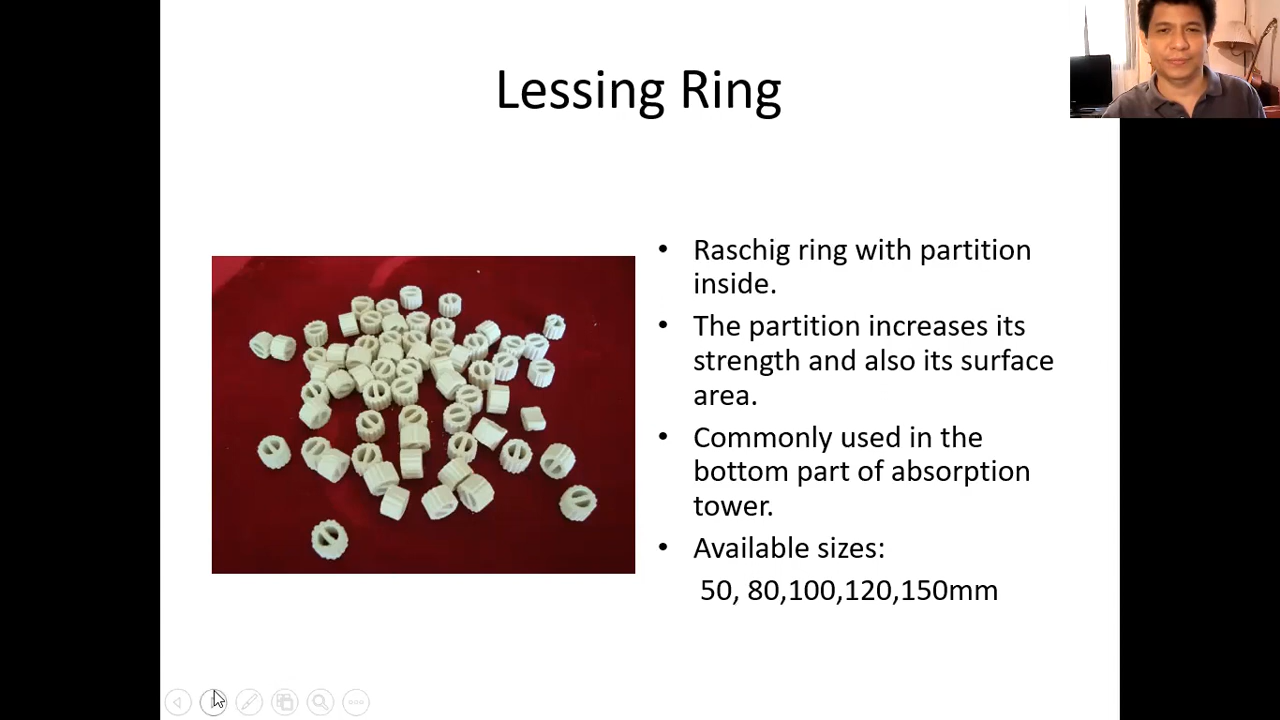 Lessing Ring
• Raschig ring with partition
inside.
• The partition increases its
strength and also its surface
area.
• Commonly used in the
bottom part of absorption
tower.
• Available sizes:
50, 80,100,120,150mm